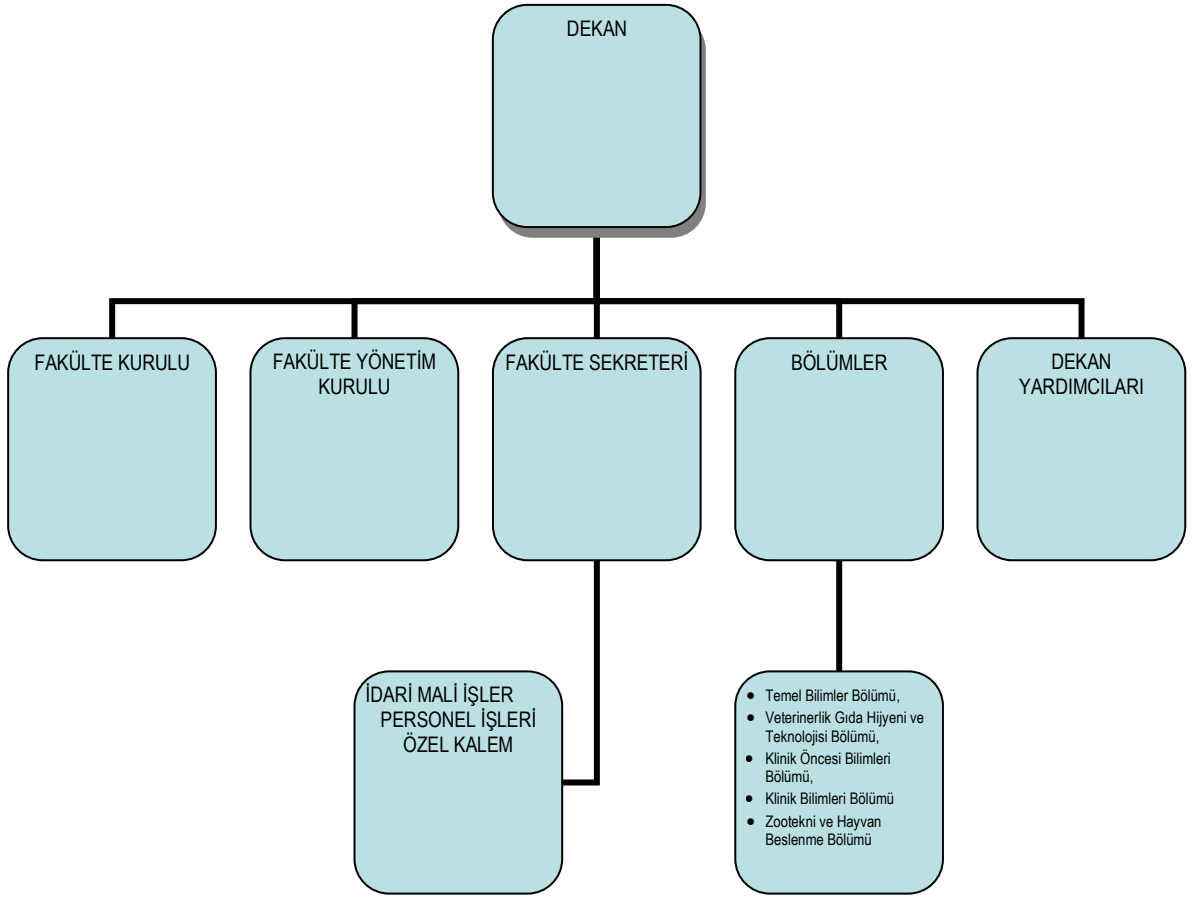 DEKAN
FAKÜLTE KURULU
FAKÜLTE YÖNETİM
KURULU
FAKÜLTE SEKRETERİ
BÖLÜMLER
DEKAN
YARDIMCILARI
İDARİ MALİ İŞLER
PERSONEL İŞLERİ
ÖZEL KALEM
• Temel Bilimler Bölümü,
• Veterinerlik Gıda Hijyeni ve
Teknolojisi Bölümü,
• Klinik Öncesi Bilimleri
Bölümü,
• Klinik Bilimleri Bölümü
• Zootekni ve Hayvan
Beslenme Bölümü